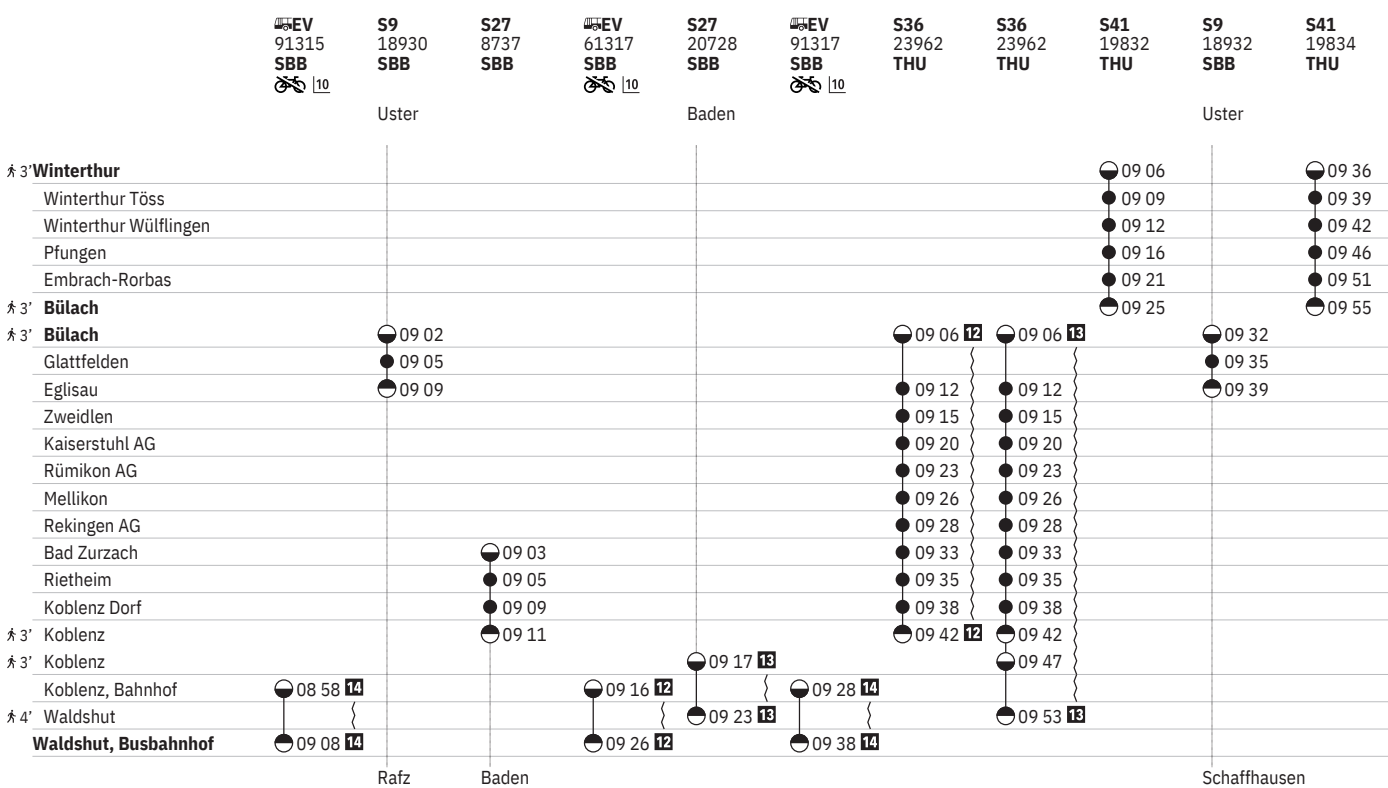 EV S9 S27 EV S27 EV S36 S36 S41 S9 S41
91315 18930 8737 61317 20728 91317 23962 23962 19832 18932 19834
SBB SBB SBB SBB SBB SBB THU THU THU SBB THU
10 10 10
Uster Baden Uster
3' Winterthur 09 06 09 36
Winterthur Töss 09 09 09 39
Winterthur Wülflingen 09 12 09 42
Pfungen 09 16 09 46
Embrach-Rorbas 09 21 09 51
3' Bülach 09 25 09 55
3' Bülach 09 02 09 06 12 09 06 13 09 32
Glattfelden 09 05 09 35
Eglisau 09 09 09 12 09 12 09 39
Zweidlen 09 15 09 15
Kaiserstuhl AG 09 20 09 20
Rümikon AG 09 23 09 23
Mellikon 09 26 09 26
Rekingen AG 09 28 09 28
Bad Zurzach 09 03 09 33 09 33
Rietheim 09 05 09 35 09 35
Koblenz Dorf 09 09 09 38 09 38
3' Koblenz 09 11 09 42 12 09 42
3' Koblenz 09 17 13 09 47
Koblenz, Bahnhof 08 58 14 09 16 12 09 28 14
4' Waldshut 09 23 13 09 53 13
Waldshut, Busbahnhof 09 08 14 09 26 12 09 38 14
Rafz Baden Schaffhausen